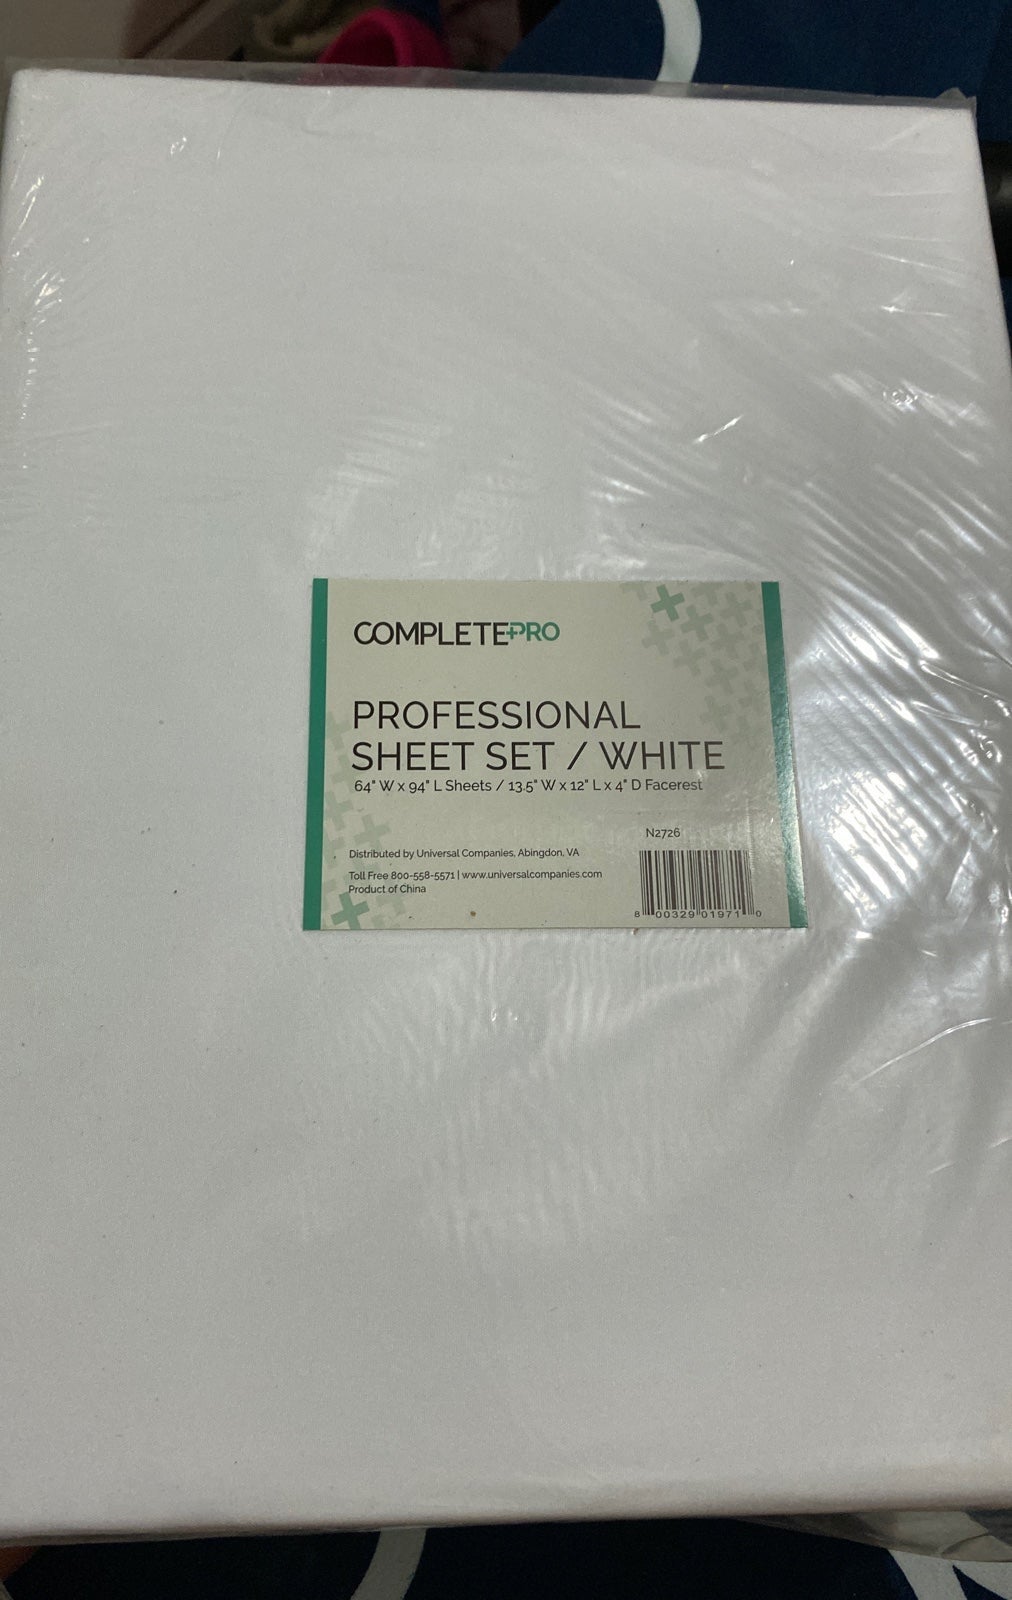 COMPLETE+PRO
PROFESSIONAL
SHEET SET / WHITE
64" W x 94" L Sheets / 13.5" W x 12" L x 4" D Facerest
N2726
Distributed by Universal Companies, Abingdon, VA
Toll Free 800-558-5571 | www.universalcompanies.com
Product of China
8 00329 01971 0